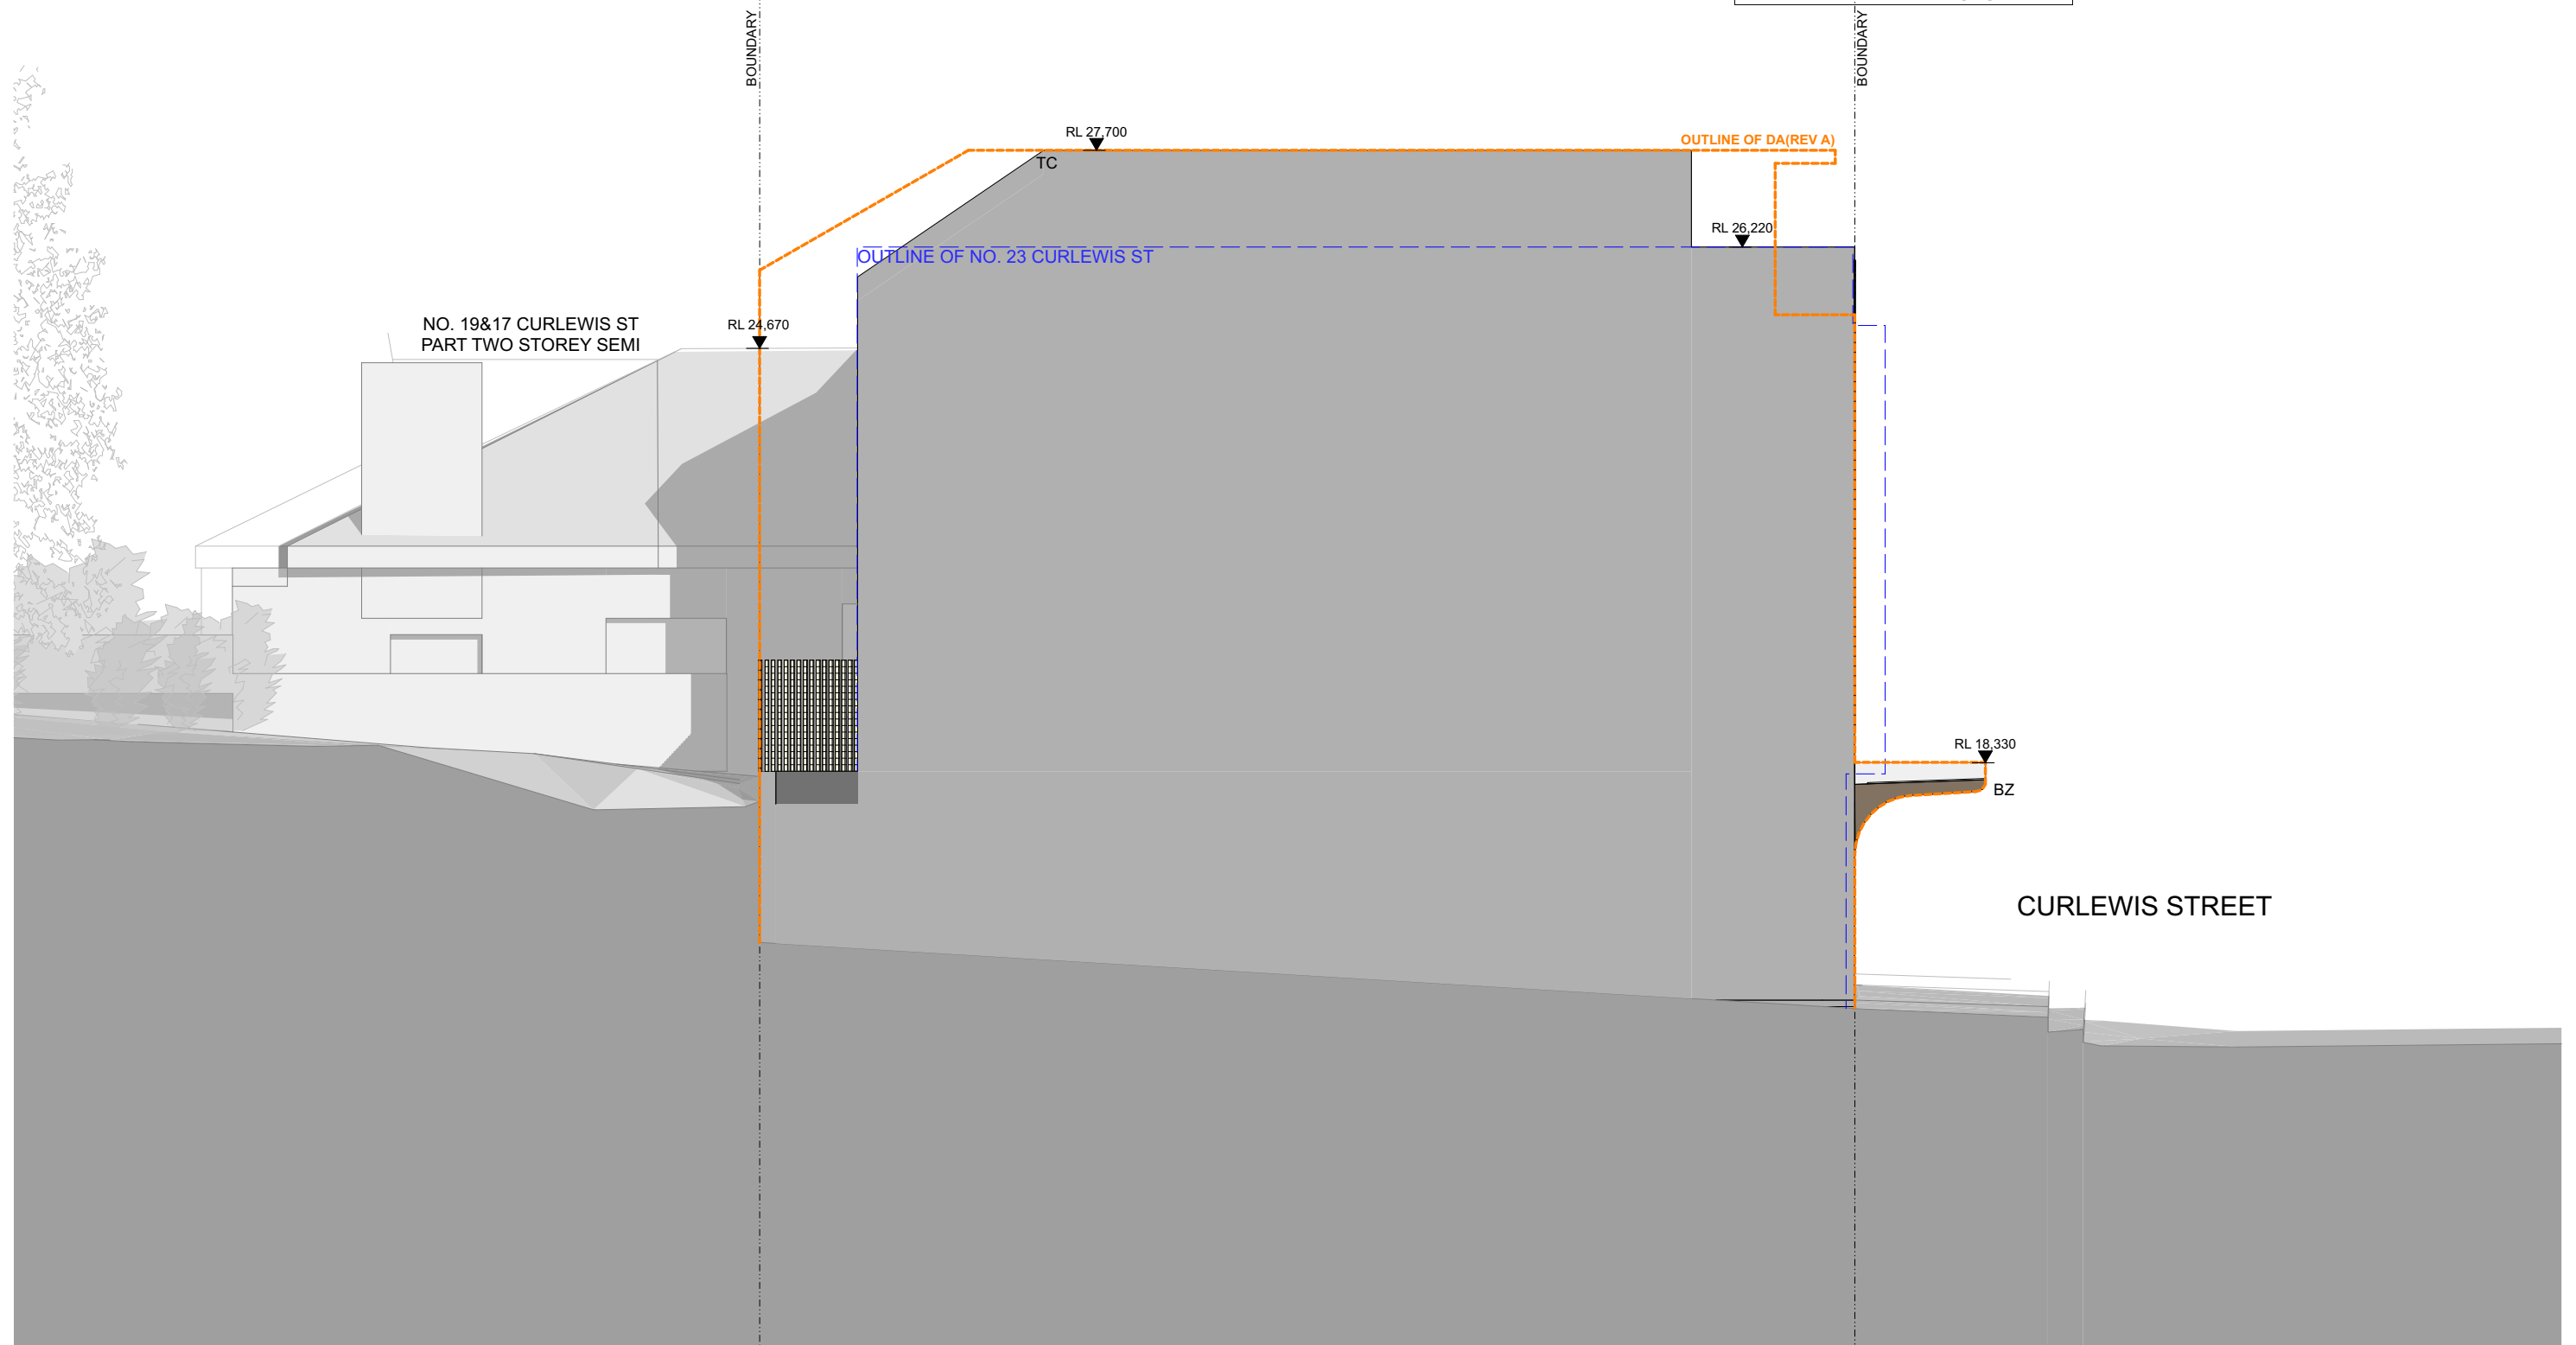 BOUNDARY
BOUNDARY
RL 27,700
OUTLINE OF DA(REV A)
TC
RL 26,220
OUTLINE OF NO. 23 CURLEWIS ST
NO. 19&17 CURLEWIS ST
PART TWO STOREY SEMI
RL 24,670
RL 18,330
BZ
CURLEWIS STREET